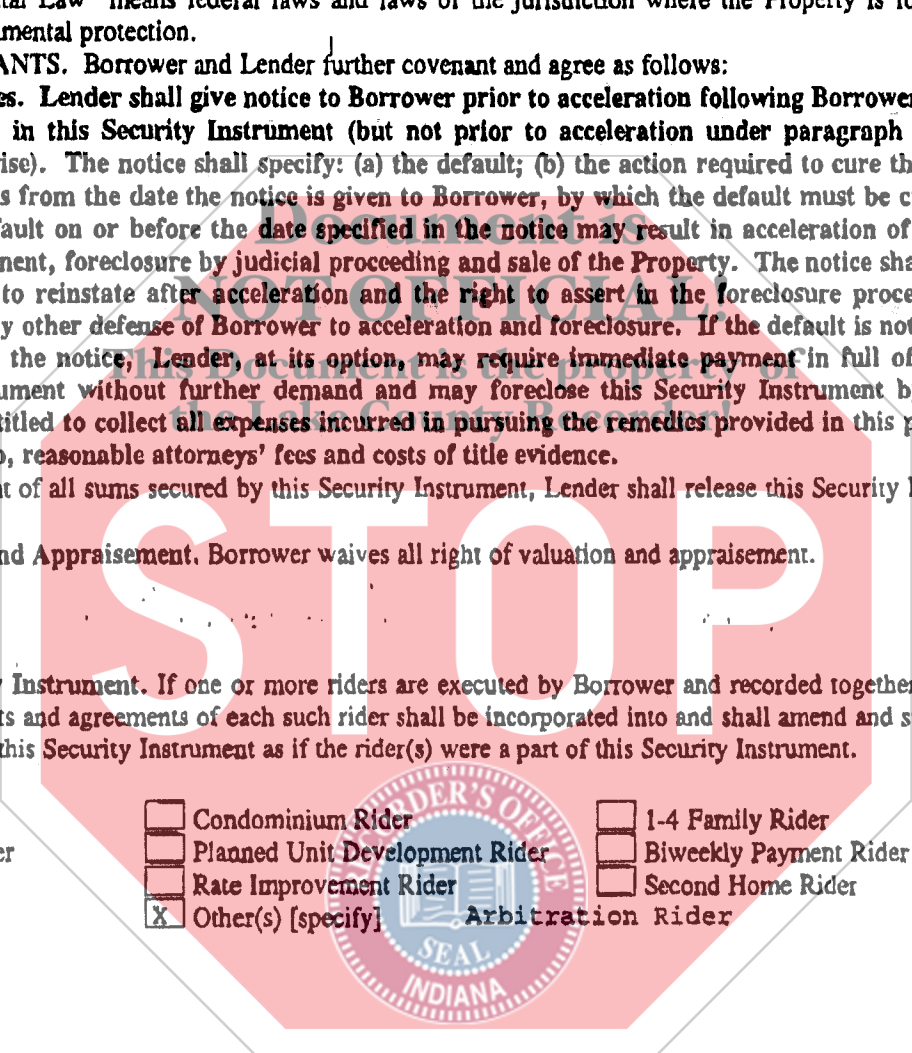 tal Law" means federal laws and laws of the jurisdiction where the Property is lo
mental protection.
ANTS. Borrower and Lender further covenant and agree as follows:
es. Lender shall give notice to Borrower prior to acceleration following Borrower
in this Security Instrument (but not prior to acceleration under paragraph
ise). The notice shall specify: (a) the default; (b) the action required to cure th
s from the date the notice is given to Borrower, by which the default must be c
fault on or before the date specified in the notice may result in acceleration of
ment, foreclosure by judicial proceeding and sale of the Property. The notice sha
to reinstate after acceleration and the right to assert in the foreclosure proce
y other defense of Borrower to acceleration and foreclosure. If the default is not
the notice, Lender, at its option, may require immediate payment in full of
ument without further demand and may foreclose this Security Instrument b
titled to collect all expenses incurred in pursuing the remedies provided in this p
o, reasonable attorneys' fees and costs of title evidence.
nt of all sums secured by this Security Instrument, Lender shall release this Security I
nd Appraisement. Borrower waives all right of valuation and appraisement.
y Instrument. If one or more riders are executed by Borrower and recorded together
ts and agreements of each such rider shall be incorporated into and shall amend and s
this Security Instrument as if the rider(s) were a part of this Security Instrument.
Condominium Rider 1-4 Family Rider
er Planned Unit Development Rider Biweekly Payment Rider
Rate Improvement Rider Second Home Rider
X Other(s) [specify] Arbitration Rider
Document is
NOT OFFICIAL!
This Document is the property of
the Lake County Recorder!
STOP
RECORDER'S OFFICE
SEAL
INDIANA